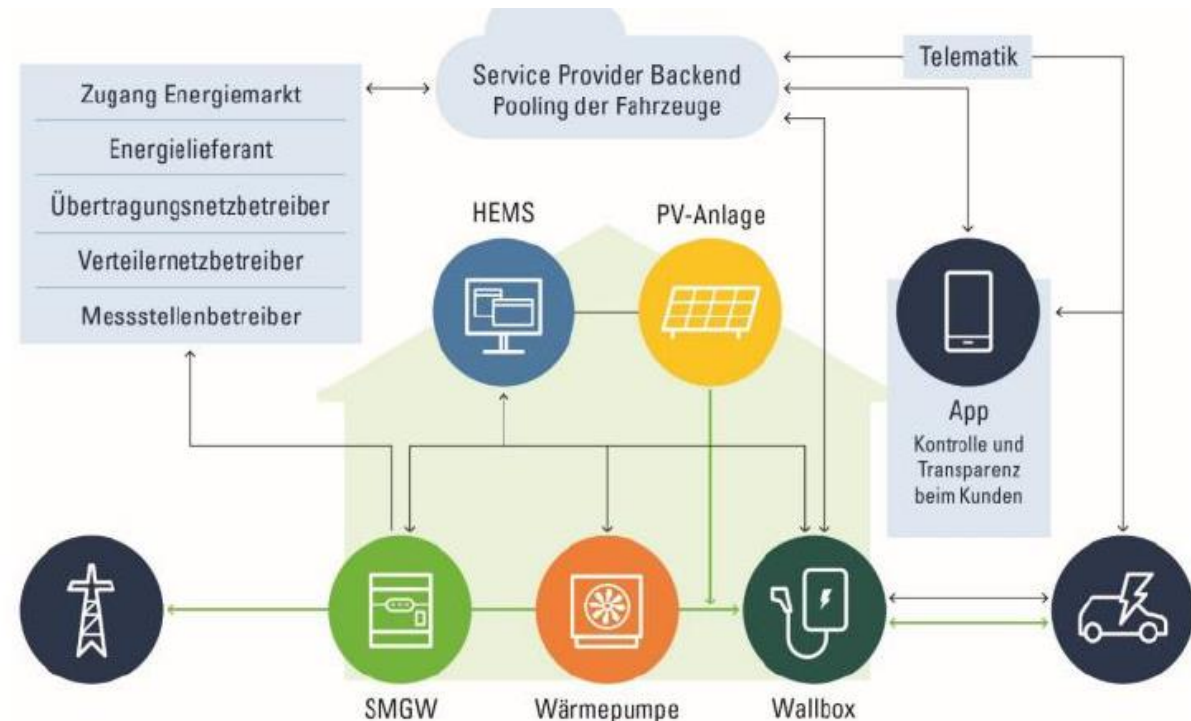 Telematik
Service Provider Backend
Pooling der Fahrzeuge
Zugang Energiemarkt
Energielieferant
Übertragungsnetzbetreiber
Verteilernetzbetreiber
Messstellenbetreiber
HEMS
PV-Anlage
App
Kontrolle und
Transparenz
beim Kunden
SMGW
Wärmepumpe
Wallbox